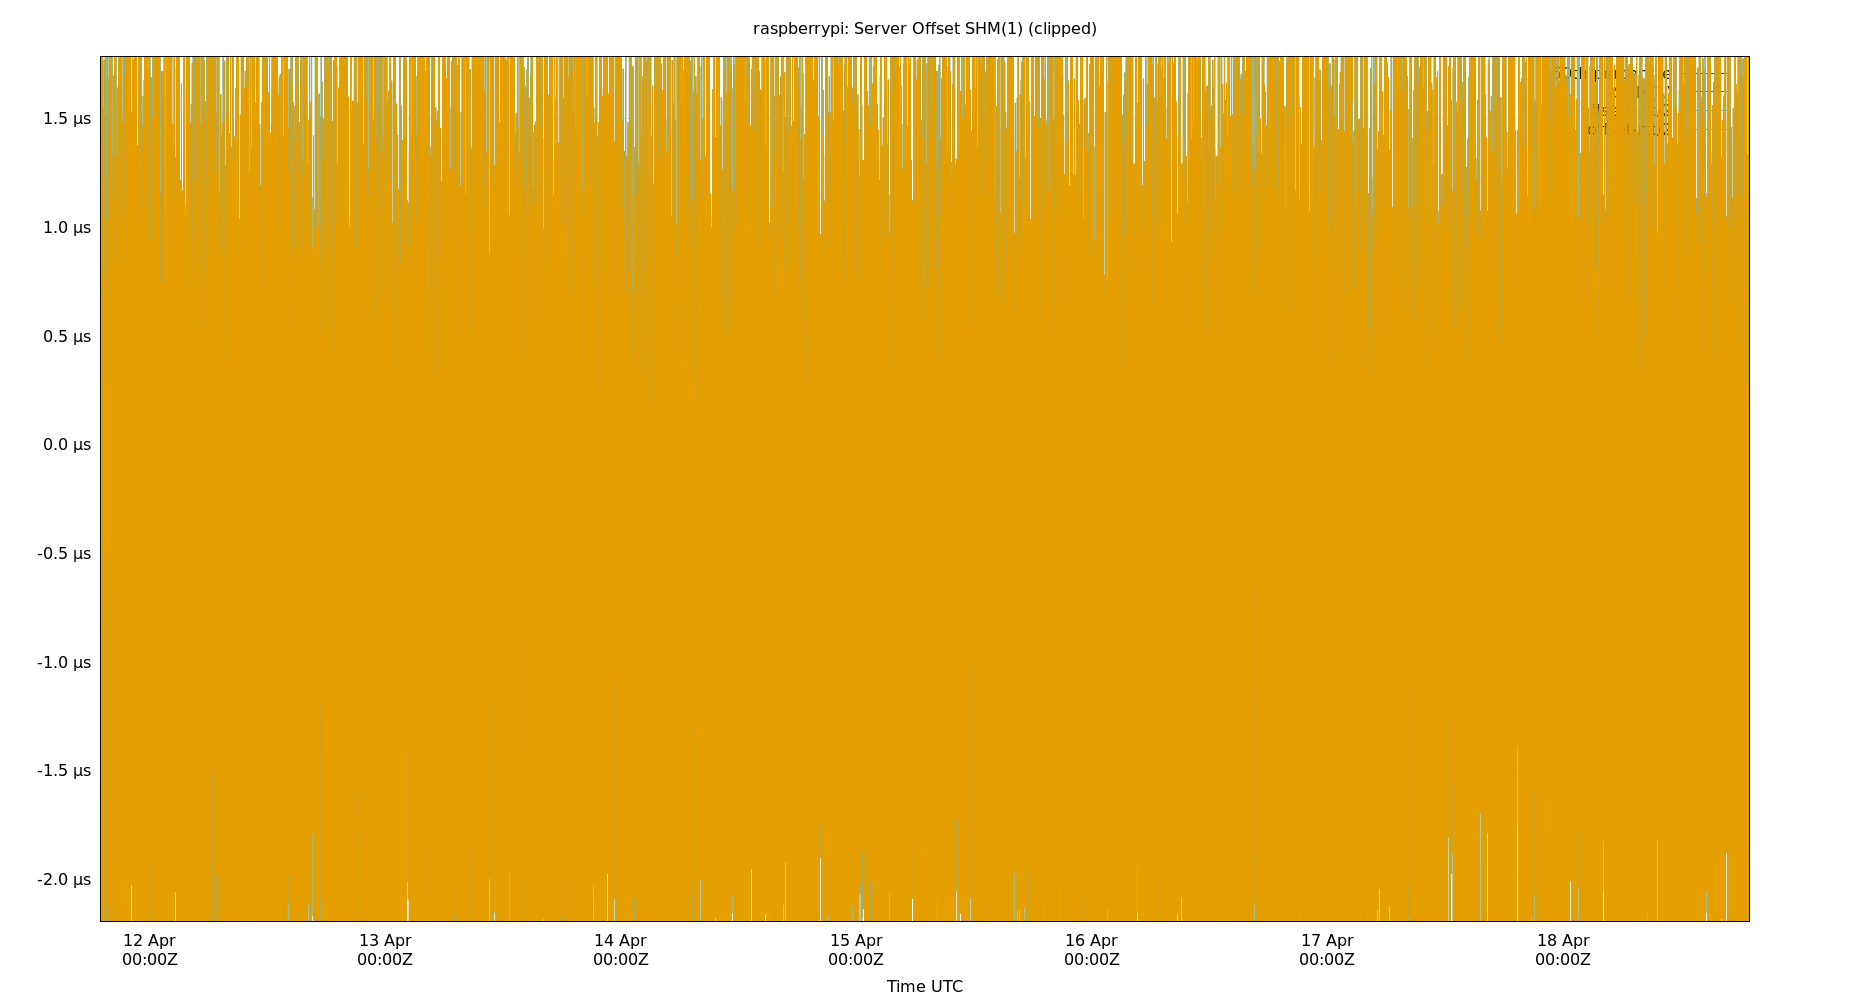 raspberrypi: Server Offset SHM(1) (clipped)
1.5 µs
1.0 µs
0.5 µs
0.0 µs
-0.5 µs
-1.0 µs
-1.5 µs
-2.0 µs
12 Apr 13 Apr 14 Apr 15 Apr 16 Apr 17 Apr 18 Apr
00:00Z 00:00Z 00:00Z 00:00Z 00:00Z 00:00Z 00:00Z
Time UTC